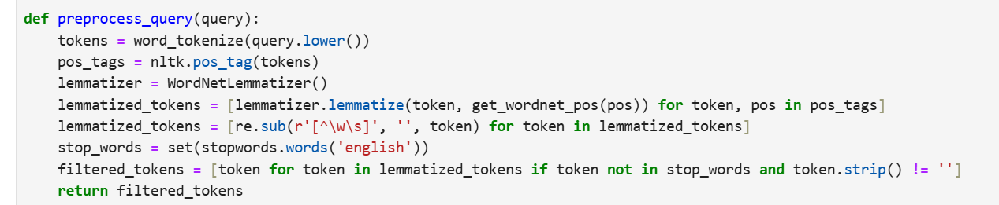 def preprocess_query(query):
    tokens = word_tokenize(query.lower())
    pos_tags = nltk.pos_tag(tokens)
    lemmatizer = WordNetLemmatizer()
    lemmatized_tokens = [lemmatizer.lemmatize(token, get_wordnet_pos(pos)) for token, pos in pos_tags]
    lemmatized_tokens = [re.sub(r'[^\w\s]', '', token) for token in lemmatized_tokens]
    stop_words = set(stopwords.words('english'))
    filtered_tokens = [token for token in lemmatized_tokens if token not in stop_words and token.strip() != '']
    return filtered_tokens